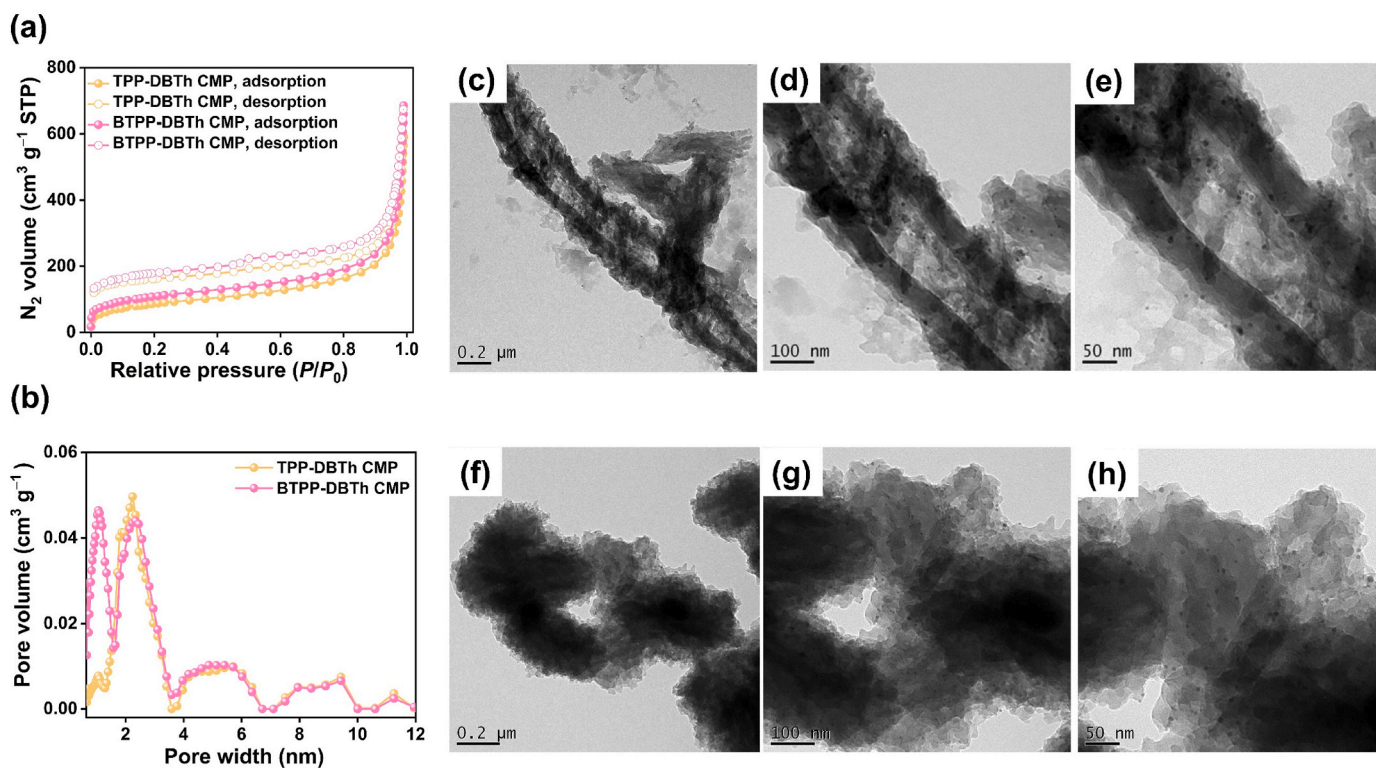 (a)
800
600
400
200
0
N₂ volume (cm³ g⁻¹ STP)
TPP-DBTh CMP, adsorption
TPP-DBTh CMP, desorption
BTPP-DBTh CMP, adsorption
BTPP-DBTh CMP, desorption
0.0 0.2 0.4 0.6 0.8 1.0
Relative pressure (P/P₀)
(c)
0.2 μm
(d)
100 nm
(e)
50 nm
(b)
0.06
0.04
0.02
0.00
Pore volume (cm³ g⁻¹)
TPP-DBTh CMP
BTPP-DBTh CMP
2 4 6 8 10 12
Pore width (nm)
(f)
0.2 μm
(g)
100 nm
(h)
50 nm